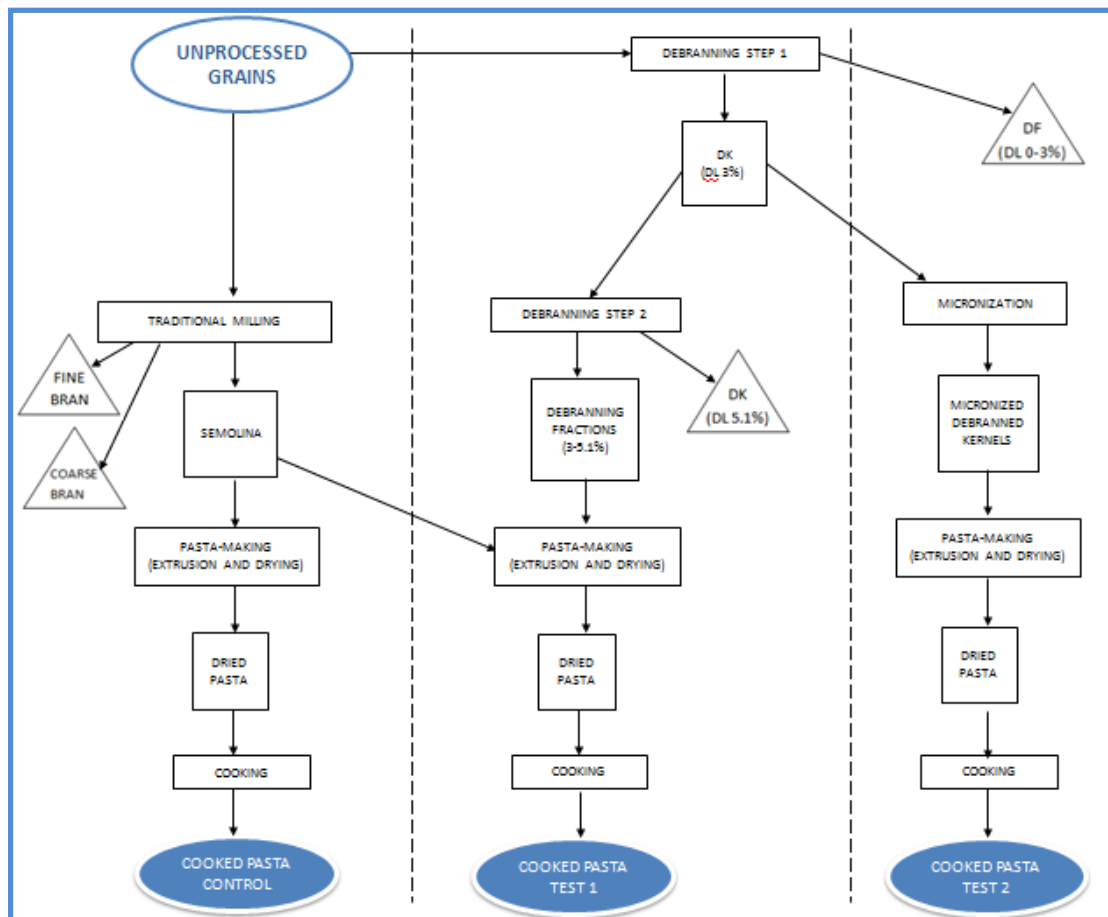 UNPROCESSED
GRAINS
DEBRANNING STEP 1
DF
(DL 0-3%)
DK
(DL 3%)
TRADITIONAL MILLING
DEBRANNING STEP 2
MICRONIZATION
FINE
BRAN
COARSE
BRAN
SEMOLINA
DEBRANNING
FRACTIONS
(3-5.1%)
DK
(DL 5.1%)
MICRONIZED
DEBRANNED
KERNELS
PASTA-MAKING
(EXTRUSION AND DRYING)
PASTA-MAKING
(EXTRUSION AND DRYING)
PASTA-MAKING
(EXTRUSION AND DRYING)
DRIED
PASTA
DRIED
PASTA
DRIED
PASTA
COOKING
COOKING
COOKING
COOKED PASTA
CONTROL
COOKED PASTA
TEST 1
COOKED PASTA
TEST 2